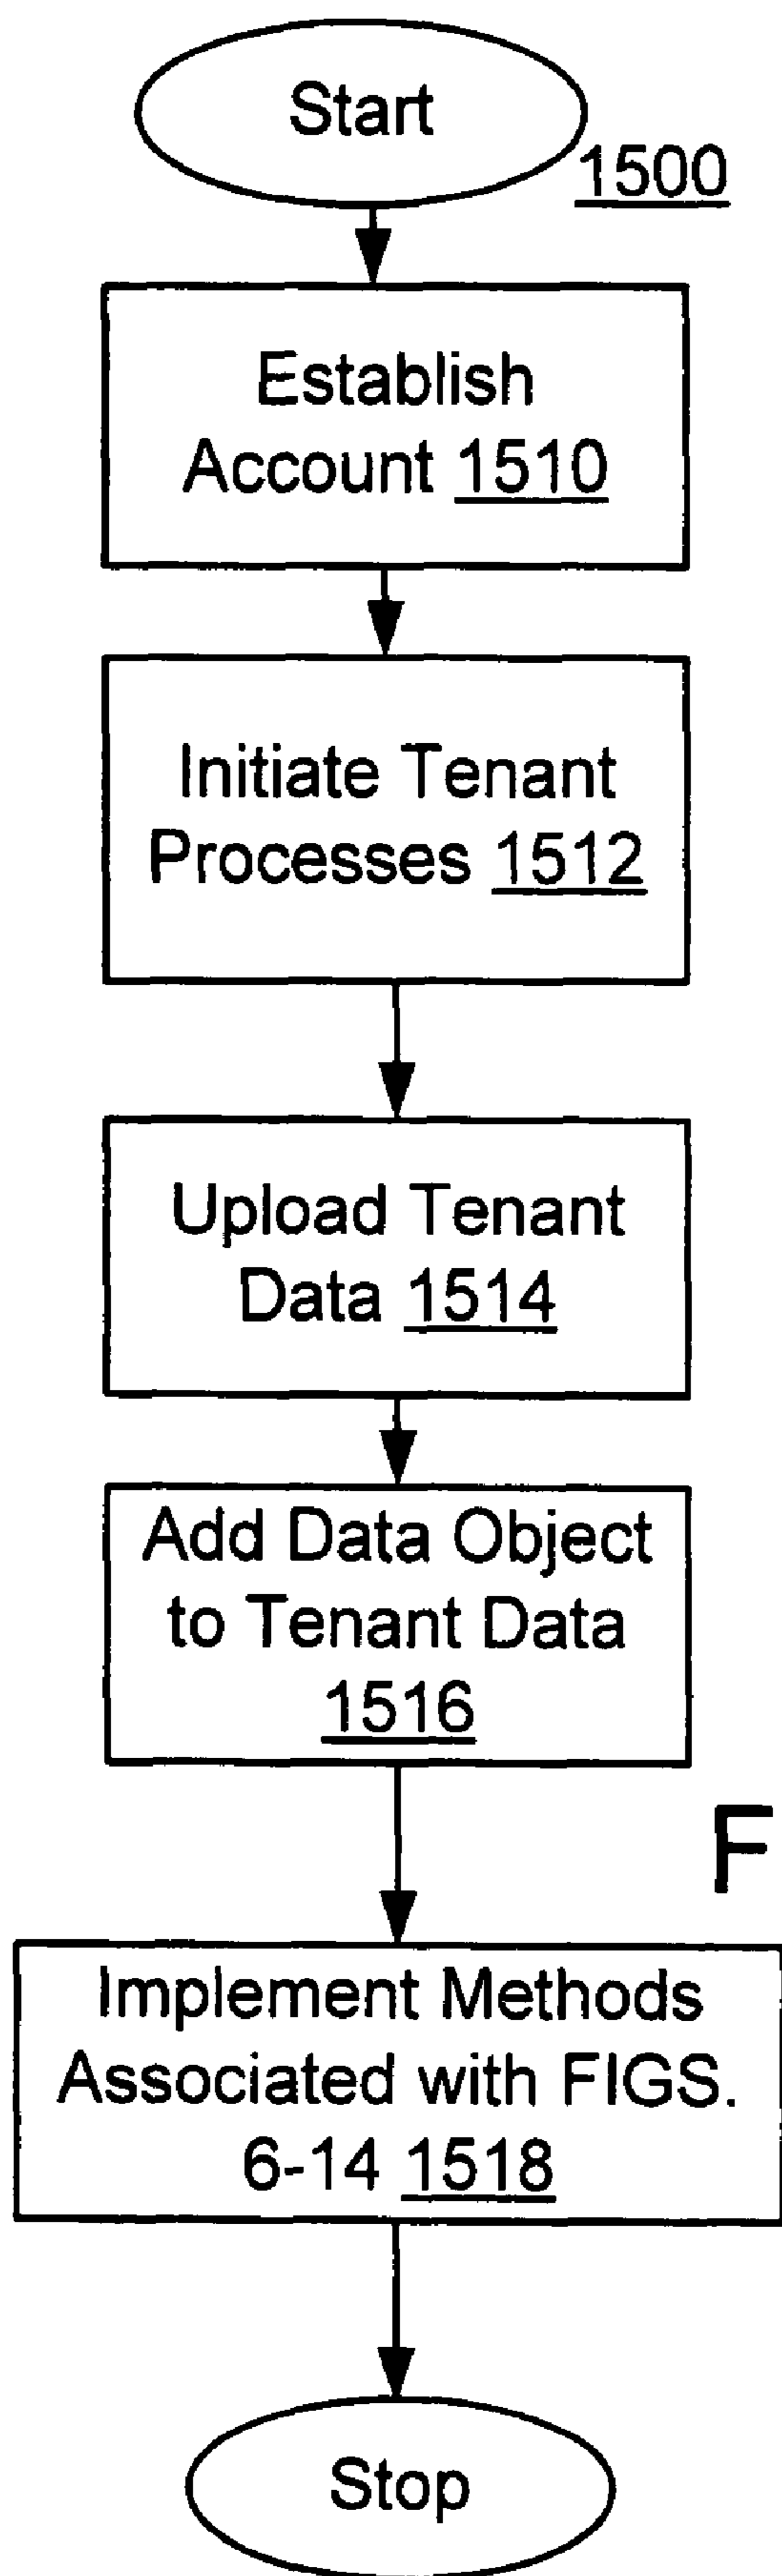 Start
1500
Establish
Account 1510
Initiate Tenant
Processes 1512
Upload Tenant
Data 1514
Add Data Object
to Tenant Data
1516
F
Implement Methods
Associated with FIGS.
6-14 1518
Stop